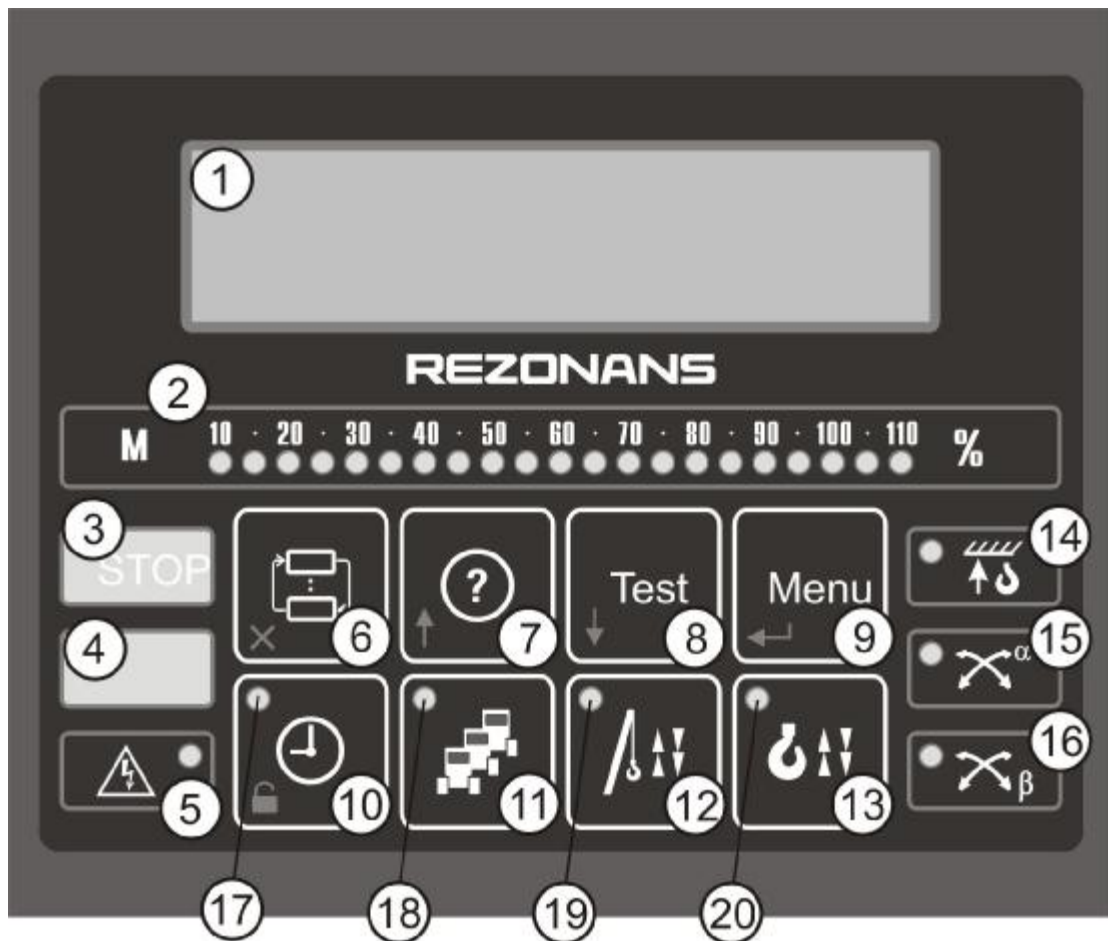 1
REZONANS
2
M 10 · 20 · 30 · 40 · 50 · 60 · 70 · 80 · 90 · 100 · 110 %
3 STOP
4
5
6
? 7
Test 8
Menu 9
14
α 15
β 16
10
11
12
13
17 18 19 20